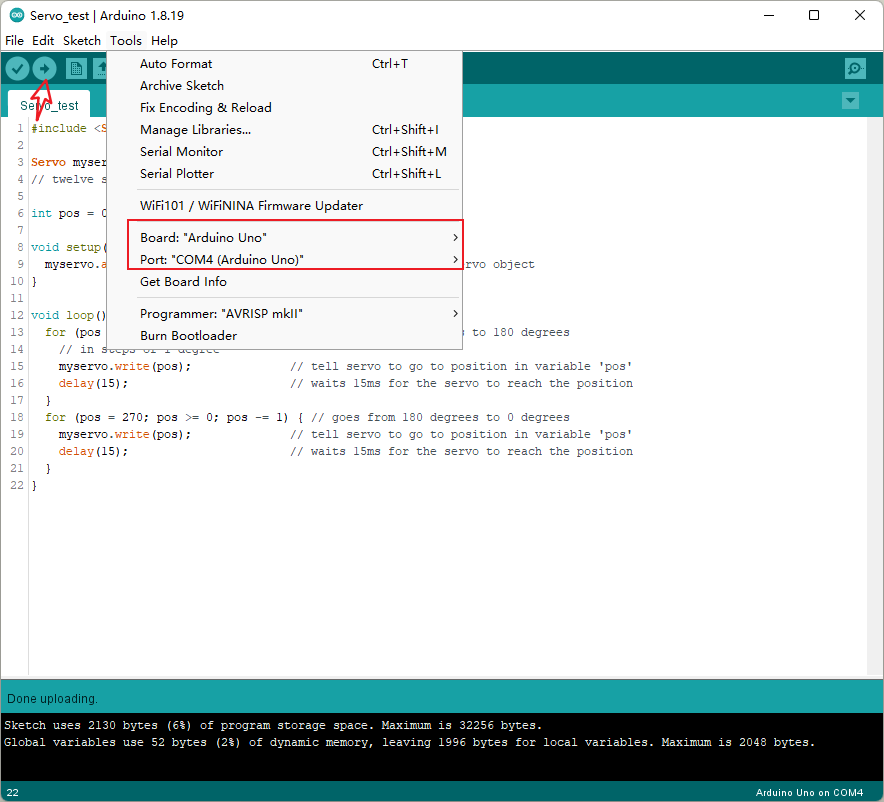 Servo_test | Arduino 1.8.19
File Edit Sketch Tools Help
Auto Format Ctrl+T
Archive Sketch
Fix Encoding & Reload
Manage Libraries... Ctrl+Shift+I
Serial Monitor Ctrl+Shift+M
Serial Plotter Ctrl+Shift+L
WiFi101 / WiFiNINA Firmware Updater
Board: "Arduino Uno"
Port: "COM4 (Arduino Uno)"
Get Board Info
Programmer: "AVRISP mkII"
Burn Bootloader
Servo_test
1 #include <S
2
3 Servo myser
4 // twelve s
5
6 int pos = 0
7
8 void setup(
9 myservo.a rvo object
10 }
11
12 void loop()
13 for (pos s to 180 degrees
14 // in steps of 1 degree
15 myservo.write(pos); // tell servo to go to position in variable 'pos'
16 delay(15); // waits 15ms for the servo to reach the position
17 }
18 for (pos = 270; pos >= 0; pos -= 1) { // goes from 180 degrees to 0 degrees
19 myservo.write(pos); // tell servo to go to position in variable 'pos'
20 delay(15); // waits 15ms for the servo to reach the position
21 }
22 }
Done uploading.
Sketch uses 2130 bytes (6%) of program storage space. Maximum is 32256 bytes.
Global variables use 52 bytes (2%) of dynamic memory, leaving 1996 bytes for local variables. Maximum is 2048 bytes.
22 Arduino Uno on COM4